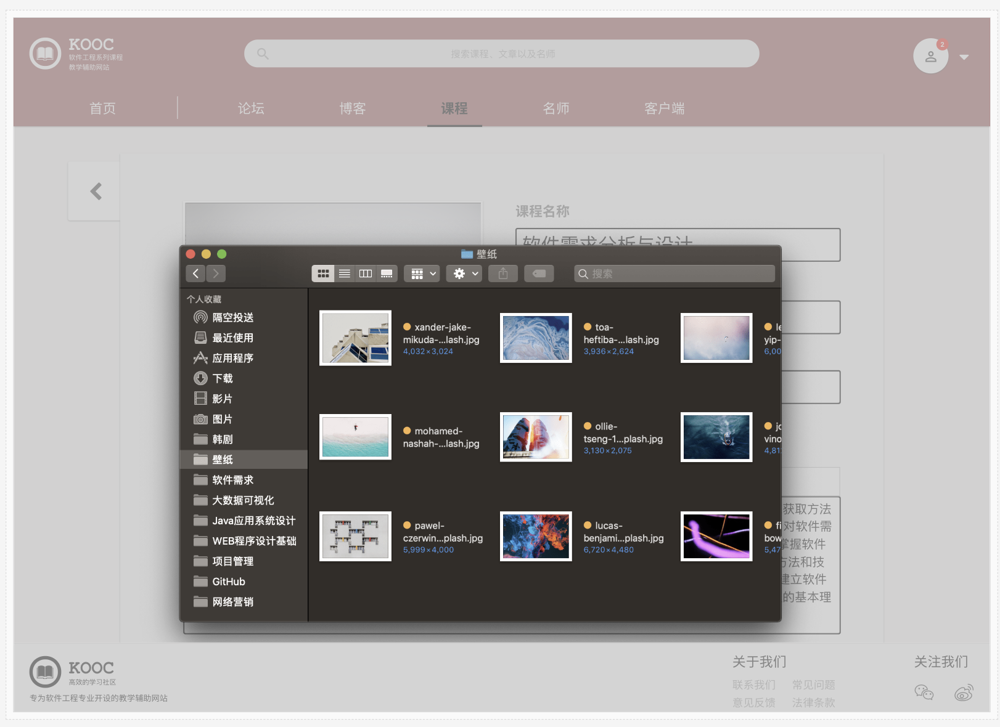 KOOC
软件工程系列课程
教学辅助网站
搜索课程、文章以及名师
2
首页
论坛
博客
课程
名师
客户端
课程名称
软件需求分析与设计
壁纸
搜索
个人收藏
隔空投送
最近使用
应用程序
下载
影片
图片
韩剧
壁纸
软件需求
大数据可视化
Java应用系统设计
WEB程序设计基础
项目管理
GitHub
网络营销
xander-jake-
mikuda-...lash.jpg
4,032×3,024
toa-
heftiba-...lash.jpg
3,936×2,624
le
yip-
6,00
mohamed-
nashah-...lash.jpg
ollie-
tseng-1...plash.jpg
3,130×2,075
vino
4,81
pawel-
czerwin...plash.jpg
5,999×4,000
lucas-
benjami...plash.jpg
6,720×4,480
fi
bow
5,47
获取方法
对软件需
掌握软件
方法和技
建立软件
的基本理
KOOC
高效的学习社区
专为软件工程专业开设的教学辅助网站
关于我们
联系我们
常见问题
意见反馈
法律条款
关注我们